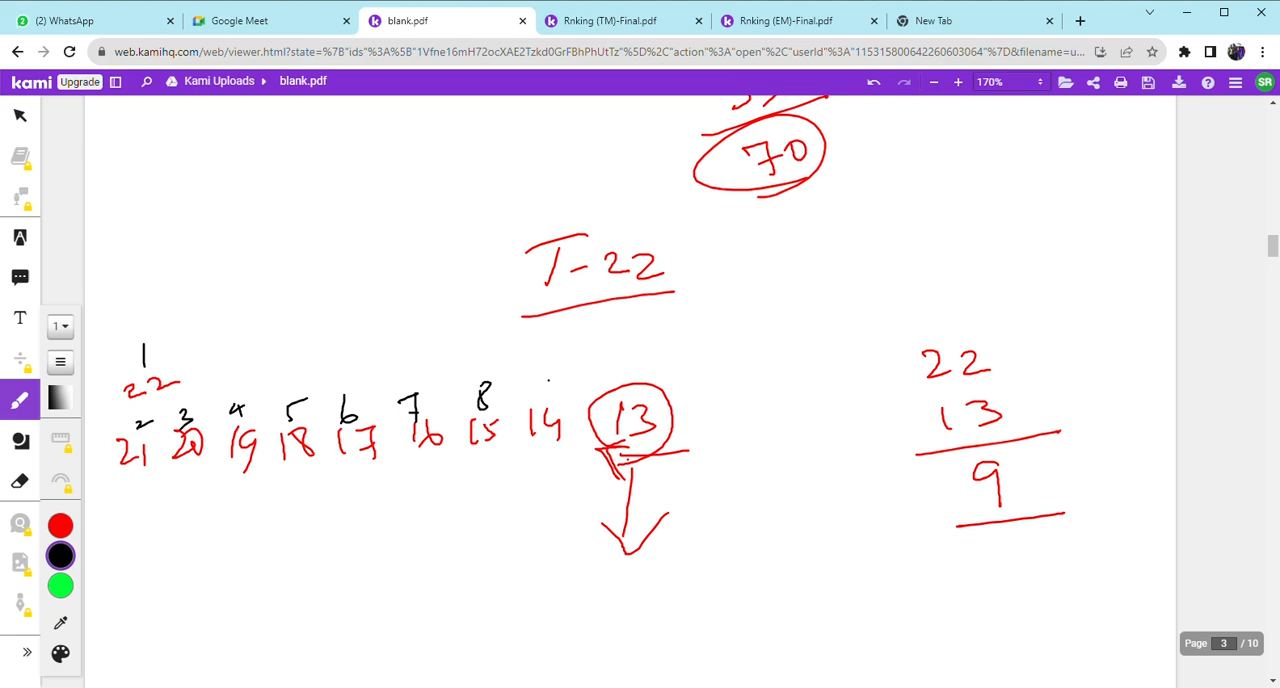 (2) WhatsApp
Google Meet
blank.pdf
Rnking (TM)-Final.pdf
Rnking (EM)-Final.pdf
New Tab
web.kamihq.com/web/viewer.html?state=%7B"ids"%3A%5B"1Vfne16mH72ocXAE2Tzkd0GrFBhPhUtTz"%5D%2C"action"%3A"open"%2C"userId"%3A"115315800642260603064"%7D&filename=u...
kami Upgrade Kami Uploads blank.pdf 170% SR
70
T-22
1
22
2 3 4 5 6 7 8
21 20 19 18 17 16 15 14 13
22
13
9
T
1
Page 3 / 10